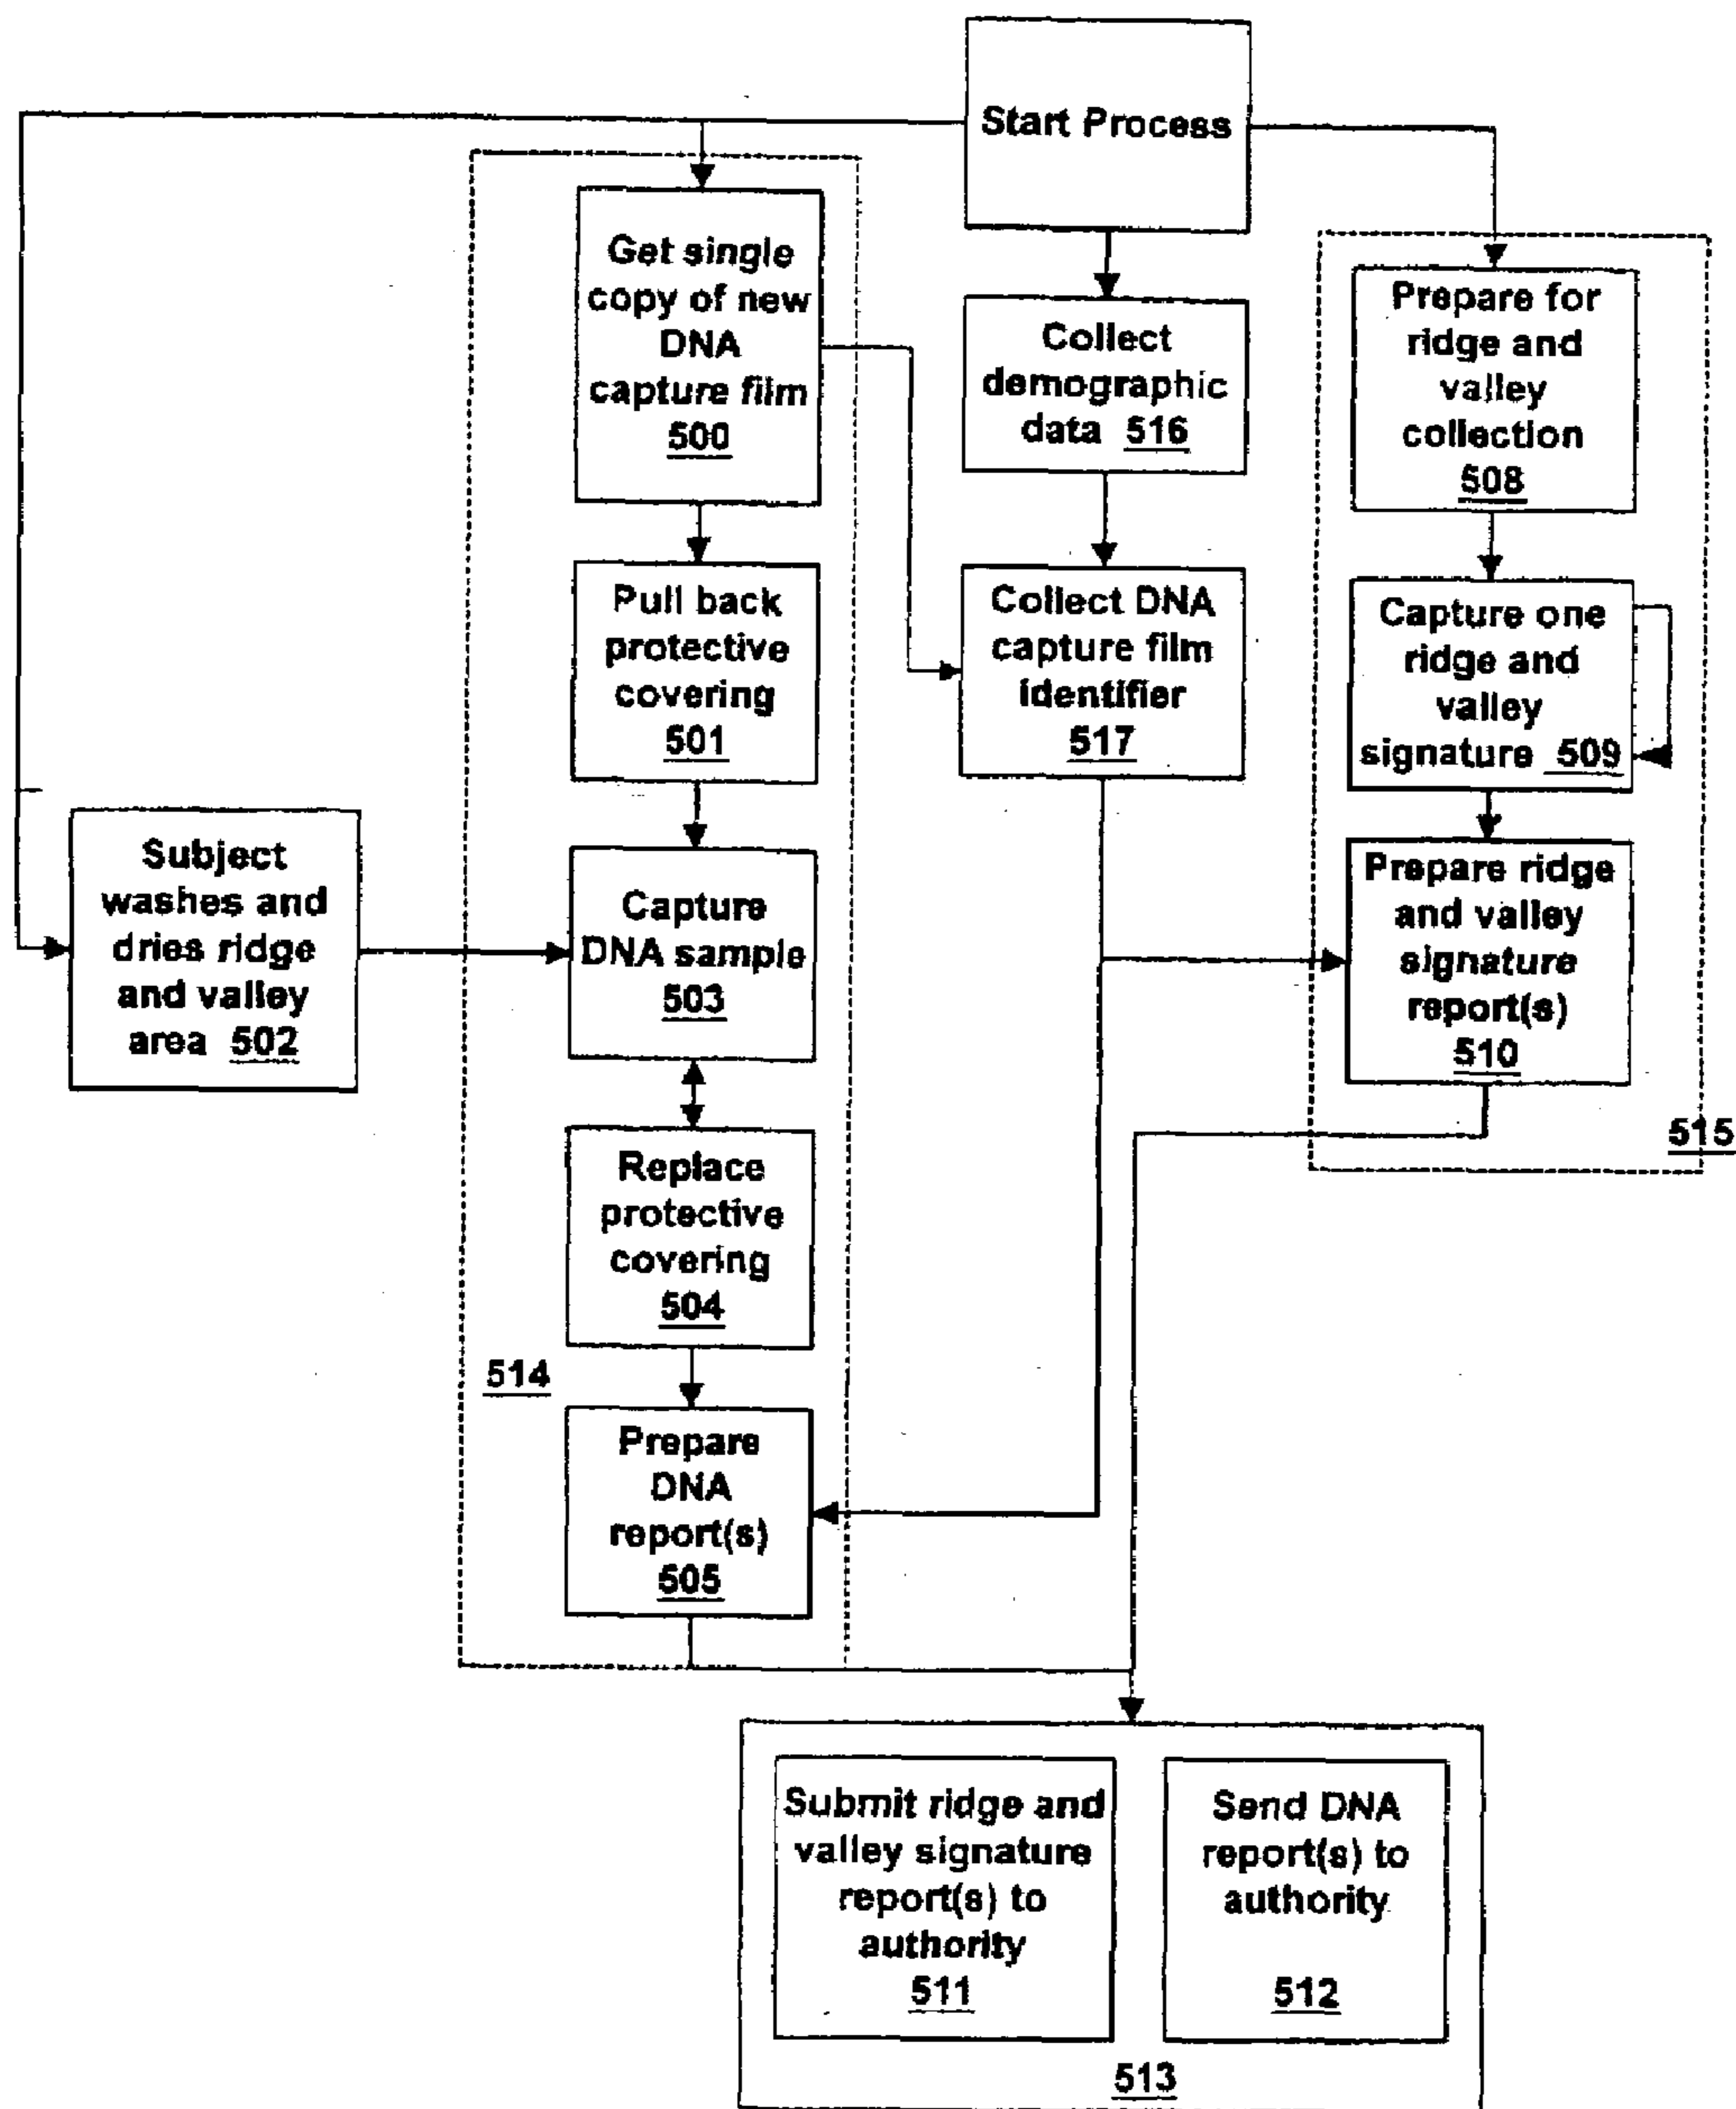 Start Process
Get single
copy of new
DNA
capture film
500
Collect
demographic
data 516
Prepare for
ridge and
valley
collection
508
Pull back
protective
covering
501
Collect DNA
capture film
identifier
517
Capture one
ridge and
valley
signature 509
Subject
washes and
dries ridge
and valley
area 502
Capture
DNA sample
503
Prepare ridge
and valley
signature
report(s)
510
515
Replace
protective
covering
504
514
Prepare
DNA
report(s)
505
Submit ridge and
valley signature
report(s) to
authority
511
Send DNA
report(s) to
authority
512
513